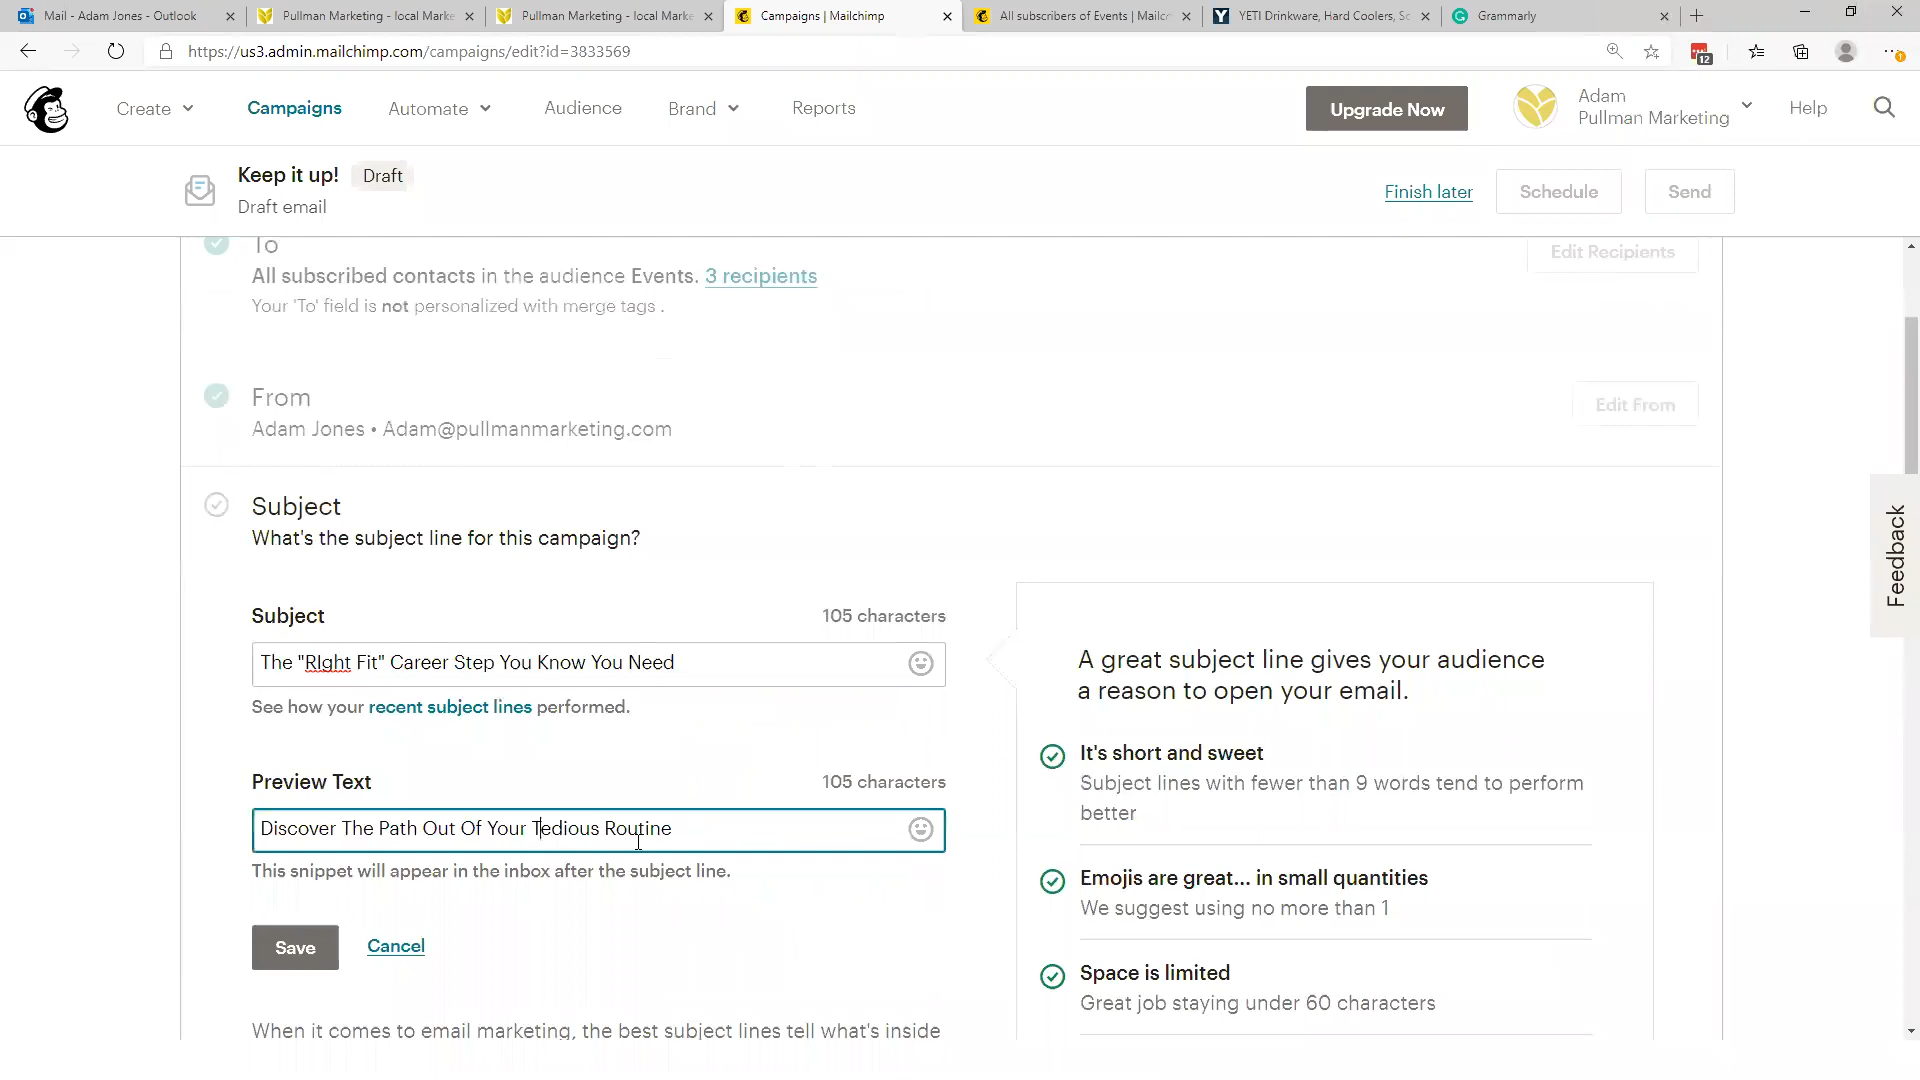 Mail - Adam Jones - Outlook
Pullman Marketing - local Marke
Pullman Marketing - local Marke
Campaigns | Mailchimp
All subscribers of Events | Mailc
YETI Drinkware, Hard Coolers, Sc
Grammarly
https://us3.admin.mailchimp.com/campaigns/edit?id=3833569
12
Create
Campaigns
Automate
Audience
Brand
Reports
Upgrade Now
Adam
Pullman Marketing
Help
Keep it up!
Draft
Draft email
Finish later
Schedule
Send
To
Edit Recipients
All subscribed contacts in the audience Events. 3 recipients
Your 'To' field is not personalized with merge tags .
From
Edit From
Adam Jones • Adam@pullmanmarketing.com
Subject
What's the subject line for this campaign?
Subject
105 characters
The "RIght Fit" Career Step You Know You Need
See how your recent subject lines performed.
Preview Text
105 characters
Discover The Path Out Of Your Tedious Routine
This snippet will appear in the inbox after the subject line.
Save
Cancel
When it comes to email marketing, the best subject lines tell what's inside
A great subject line gives your audience
a reason to open your email.
It's short and sweet
Subject lines with fewer than 9 words tend to perform
better
Emojis are great... in small quantities
We suggest using no more than 1
Space is limited
Great job staying under 60 characters
Feedback